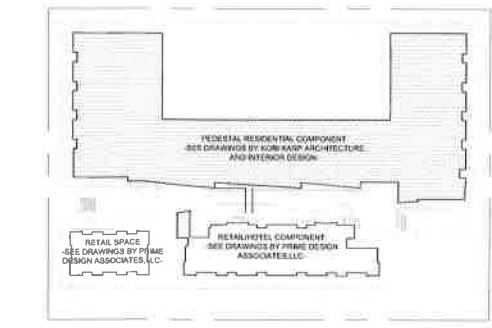 PEDESTAL RESIDENTIAL COMPONENT
-SEE DRAWINGS BY KOBI KARP ARCHITECTURE
AND INTERIOR DESIGN-
RETAIL SPACE
-SEE DRAWINGS BY PRIME
DESIGN ASSOCIATES,LLC-
RETAIL/HOTEL COMPONENT
-SEE DRAWINGS BY PRIME DESIGN
ASSOCIATES,LLC-